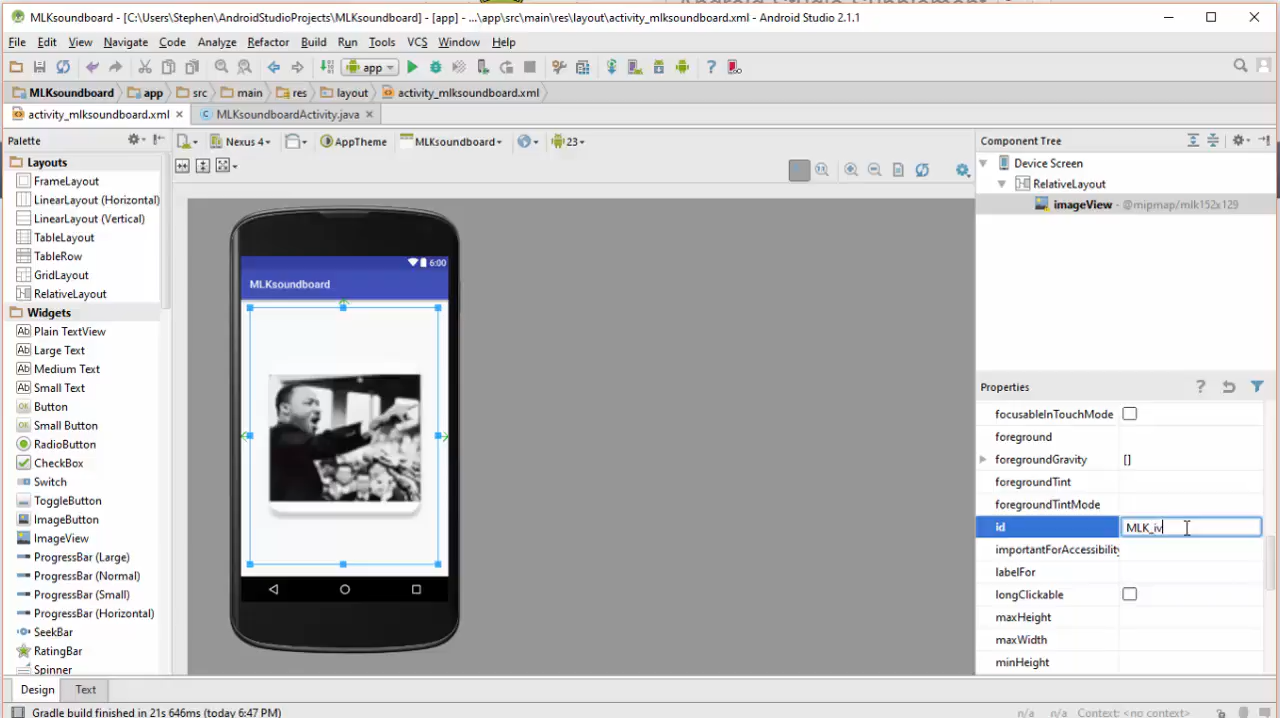 MLKsoundboard - [C:\Users\Stephen\AndroidStudioProjects\MLKsoundboard] - [app] - ...\app\src\main\res\layout\activity_mlksoundboard.xml - Android Studio 2.1.1
File Edit View Navigate Code Analyze Refactor Build Run Tools VCS Window Help
app
MLKsoundboard app src main res layout activity_mlksoundboard.xml
activity_mlksoundboard.xml MLKsoundboardActivity.java
Palette Nexus 4 AppTheme MLKsoundboard 23 Component Tree
Layouts
FrameLayout
LinearLayout (Horizontal)
LinearLayout (Vertical)
TableLayout
TableRow
GridLayout
RelativeLayout
Widgets
Plain TextView
Large Text
Medium Text
Small Text
Button
Small Button
RadioButton
CheckBox
Switch
ToggleButton
ImageButton
ImageView
ProgressBar (Large)
ProgressBar (Normal)
ProgressBar (Small)
ProgressBar (Horizontal)
SeekBar
RatingBar
Spinner
6:00
MLKsoundboard
Device Screen
RelativeLayout
imageView - @mipmap/mlk152x129
Properties
focusableInTouchMode
foreground
foregroundGravity []
foregroundTint
foregroundTintMode
id MLK_iv
importantForAccessibility
labelFor
longClickable
maxHeight
maxWidth
minHeight
Design Text
Gradle build finished in 21s 646ms (today 6:47 PM) n/a n/a Context: <no context>